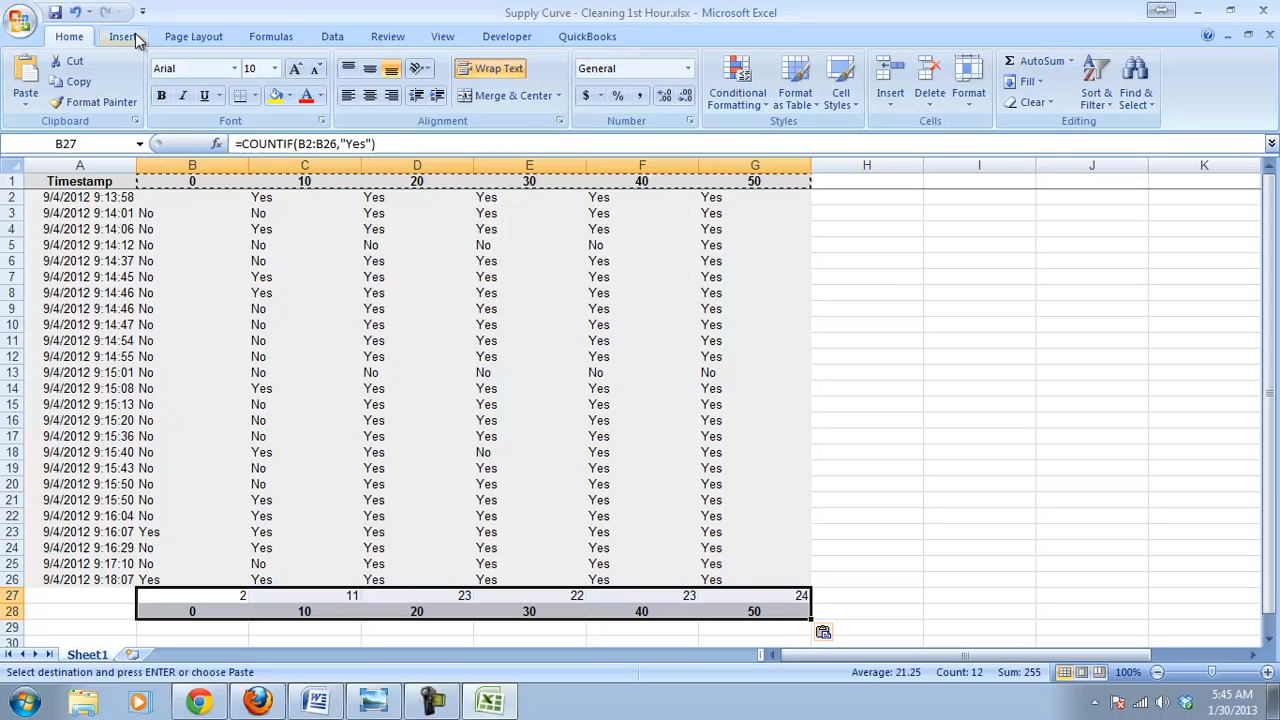 Supply Curve - Cleaning 1st Hour.xlsx - Microsoft Excel
Home Insert Page Layout Formulas Data Review View Developer QuickBooks
Paste Cut Copy Format Painter Clipboard
Arial 10 B I U A Font
Wrap Text Merge & Center Alignment
General $ % , Number
Conditional Formatting Format as Table Cell Styles Styles
Insert Delete Format Cells
Σ AutoSum Fill Clear Sort & Filter Find & Select Editing
B27 fx =COUNTIF(B2:B26,"Yes")
A B C D E F G H I J K
1 Timestamp 0 10 20 30 40 50
2 9/4/2012 9:13:58 Yes Yes Yes Yes Yes
3 9/4/2012 9:14:01 No No Yes Yes Yes Yes
4 9/4/2012 9:14:06 No Yes Yes Yes Yes Yes
5 9/4/2012 9:14:12 No No No No No Yes
6 9/4/2012 9:14:37 No No Yes Yes Yes Yes
7 9/4/2012 9:14:45 No Yes Yes Yes Yes Yes
8 9/4/2012 9:14:46 No Yes Yes Yes Yes Yes
9 9/4/2012 9:14:46 No No Yes Yes Yes Yes
10 9/4/2012 9:14:47 No No Yes Yes Yes Yes
11 9/4/2012 9:14:54 No No Yes Yes Yes Yes
12 9/4/2012 9:14:55 No No Yes Yes Yes Yes
13 9/4/2012 9:15:01 No No No No No No
14 9/4/2012 9:15:08 No Yes Yes Yes Yes Yes
15 9/4/2012 9:15:13 No No Yes Yes Yes Yes
16 9/4/2012 9:15:20 No No Yes Yes Yes Yes
17 9/4/2012 9:15:36 No No Yes Yes Yes Yes
18 9/4/2012 9:15:40 No Yes Yes No Yes Yes
19 9/4/2012 9:15:43 No No Yes Yes Yes Yes
20 9/4/2012 9:15:50 No No Yes Yes Yes Yes
21 9/4/2012 9:15:50 No Yes Yes Yes Yes Yes
22 9/4/2012 9:16:04 No Yes Yes Yes Yes Yes
23 9/4/2012 9:16:07 Yes Yes Yes Yes Yes Yes
24 9/4/2012 9:16:29 No Yes Yes Yes Yes Yes
25 9/4/2012 9:17:10 No No Yes Yes Yes Yes
26 9/4/2012 9:18:07 Yes Yes Yes Yes Yes Yes
27 2 11 23 22 23 24
28 0 10 20 30 40 50
29
30
Sheet1
Select destination and press ENTER or choose Paste Average: 21.25 Count: 12 Sum: 255 100%
5:45 AM
1/30/2013